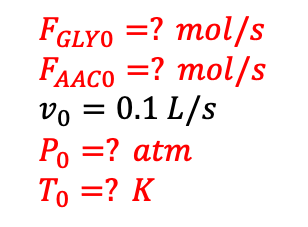 F_GLY0 =? mol/s
F_AAC0 =? mol/s
v_0 = 0.1 L/s
P_0 =? atm
T_0 =? K